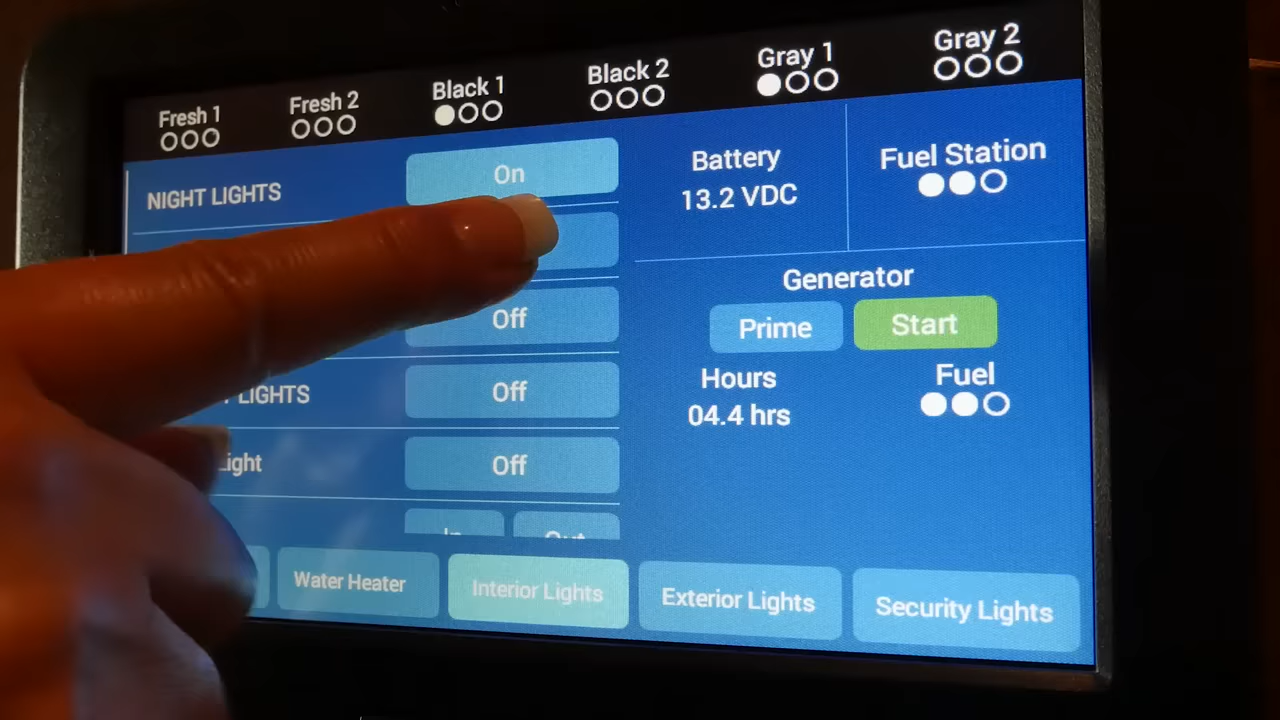 Fresh 1
Fresh 2
Black 1
Black 2
Gray 1
Gray 2
NIGHT LIGHTS
On
Off
LIGHTS
Off
Light
Off
In
Out
Battery
13.2 VDC
Fuel Station
Generator
Prime
Start
Hours
04.4 hrs
Fuel
Water Heater
Interior Lights
Exterior Lights
Security Lights